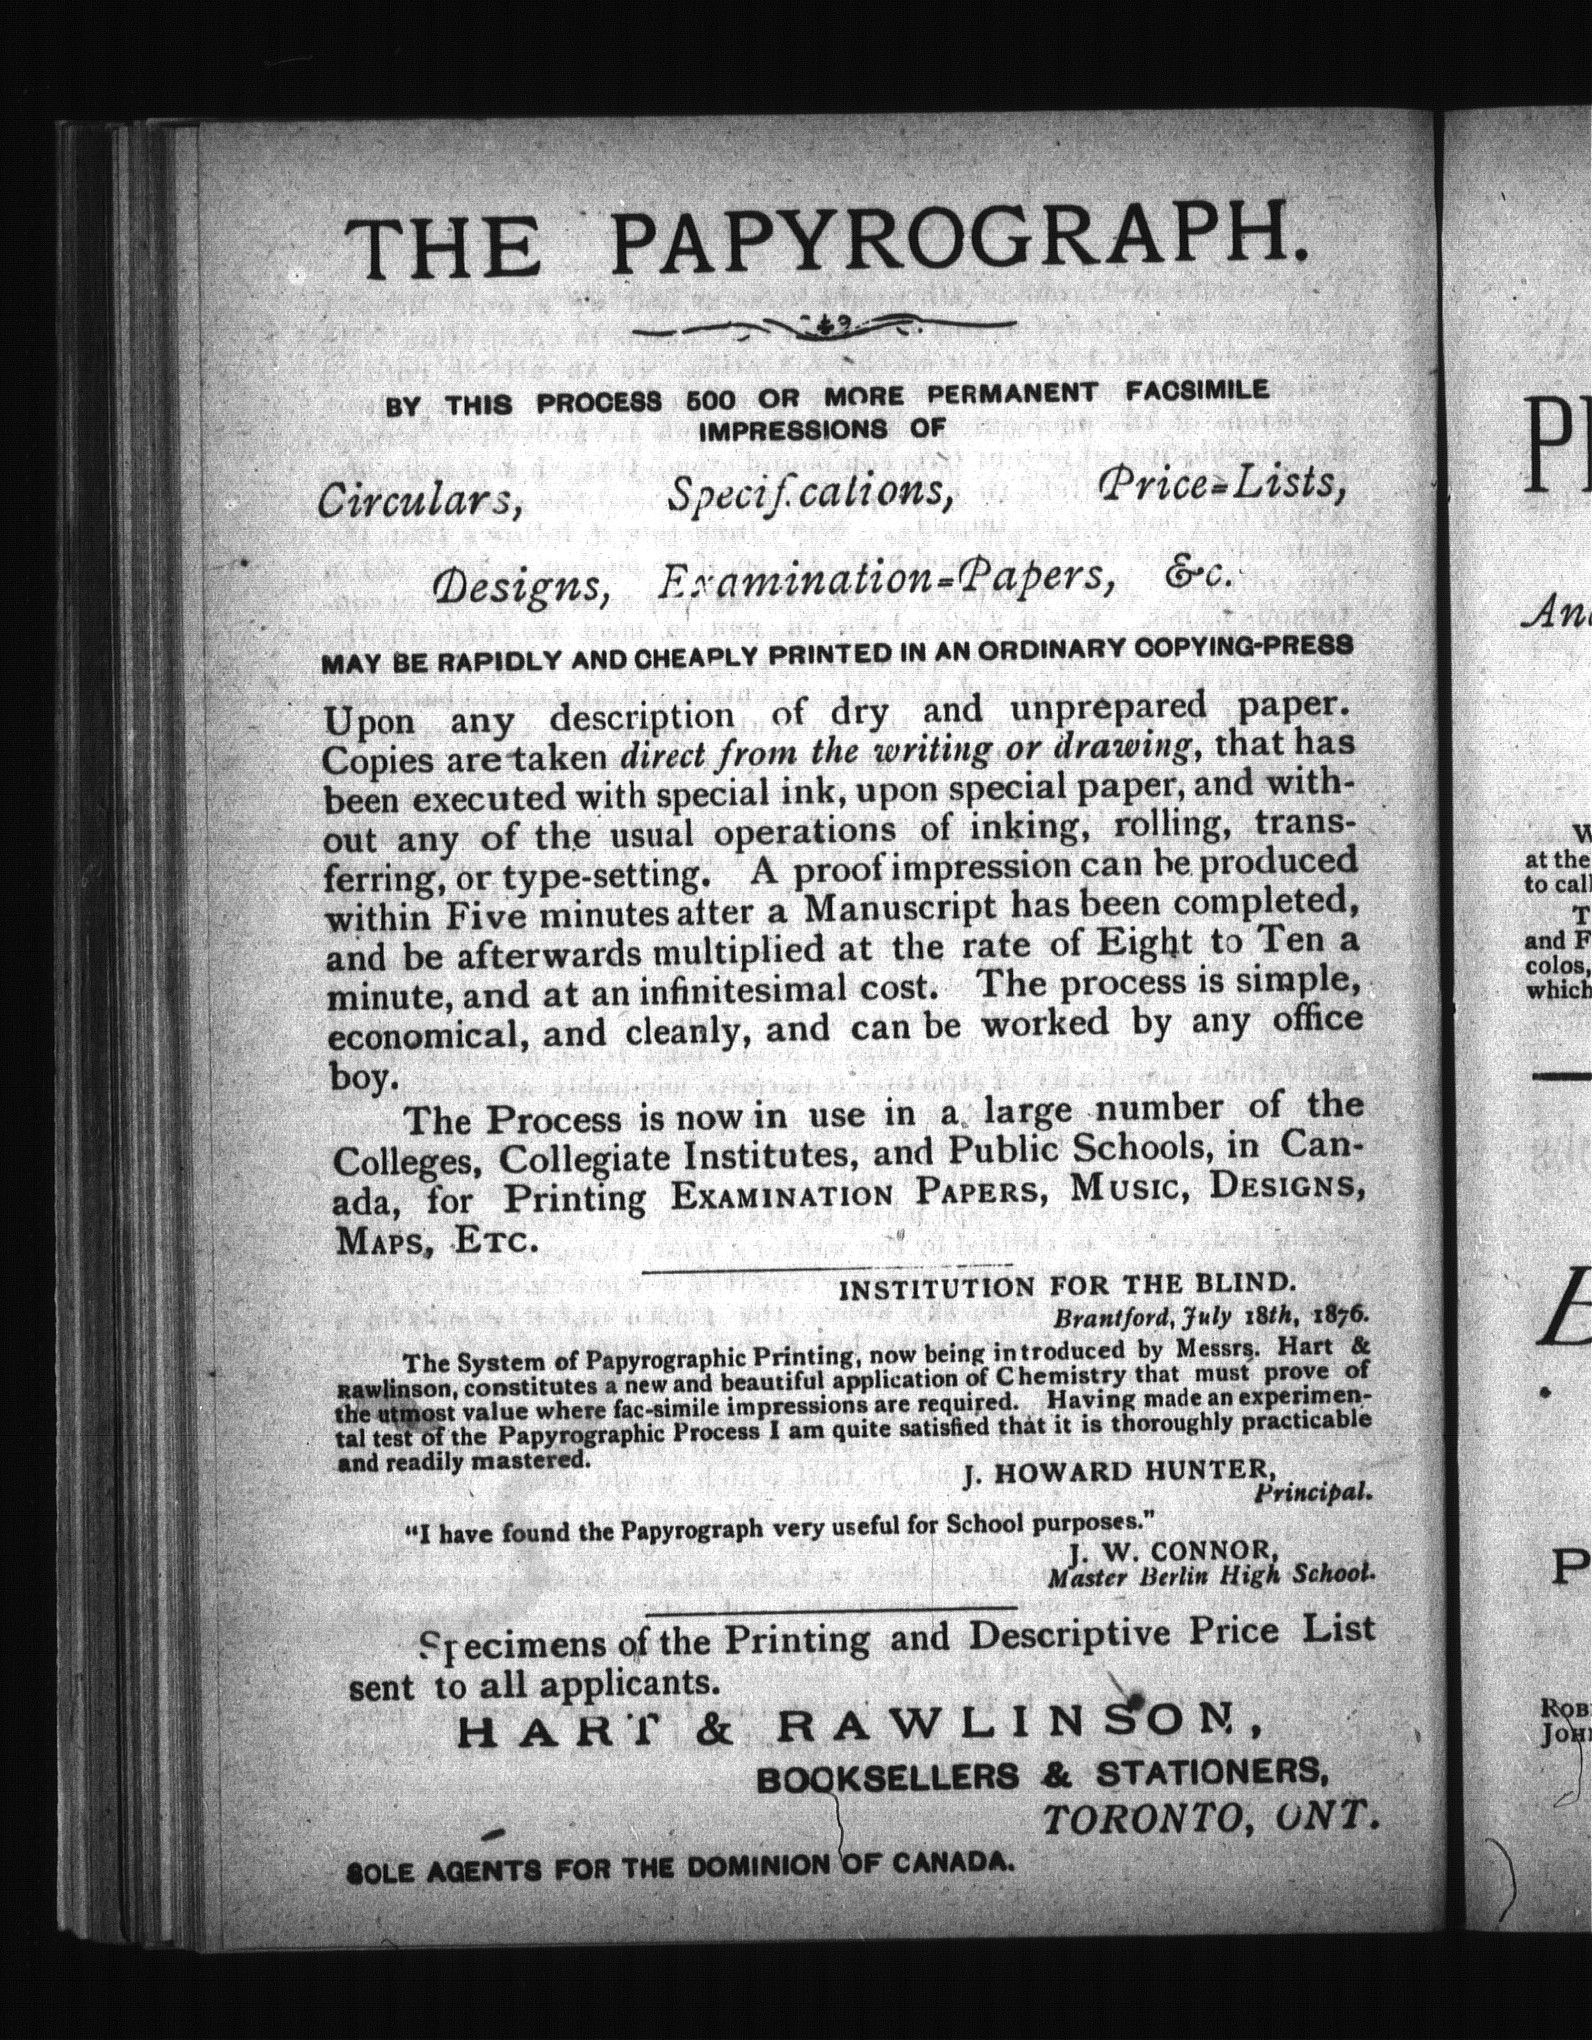 THE PAPYROGRAPH.
BY THIS PROCESS 500 OR MORE PERMANENT FACSIMILE
IMPRESSIONS OF
Circulars, Specifications, Price-Lists,
Designs, Examination-Papers, &c.
MAY BE RAPIDLY AND CHEAPLY PRINTED IN AN ORDINARY COPYING-PRESS
Upon any description of dry and unprepared paper.
Copies are taken direct from the writing or drawing, that has
been executed with special ink, upon special paper, and with-
out any of the usual operations of inking, rolling, trans-
ferring, or type-setting. A proof impression can be produced
within Five minutes after a Manuscript has been completed,
and be afterwards multiplied at the rate of Eight to Ten a
minute, and at an infinitesimal cost. The process is simple,
economical, and cleanly, and can be worked by any office
boy.
The Process is now in use in a large number of the
Colleges, Collegiate Institutes, and Public Schools, in Can-
ada, for Printing EXAMINATION PAPERS, MUSIC, DESIGNS,
MAPS, ETC.
INSTITUTION FOR THE BLIND.
Brantford, July 18th, 1876.
The System of Papyrographic Printing, now being introduced by Messrs. Hart &
Rawlinson, constitutes a new and beautiful application of Chemistry that must prove of
the utmost value where fac-simile impressions are required. Having made an experimen-
tal test of the Papyrographic Process I am quite satisfied that it is thoroughly practicable
and readily mastered.
J. HOWARD HUNTER,
Principal.
"I have found the Papyrograph very useful for School purposes."
J. W. CONNOR,
Master Berlin High School.
Specimens of the Printing and Descriptive Price List
sent to all applicants.
HART & RAWLINSON,
BOOKSELLERS & STATIONERS,
TORONTO, ONT.
SOLE AGENTS FOR THE DOMINION OF CANADA.
at the
and F
colos,
which